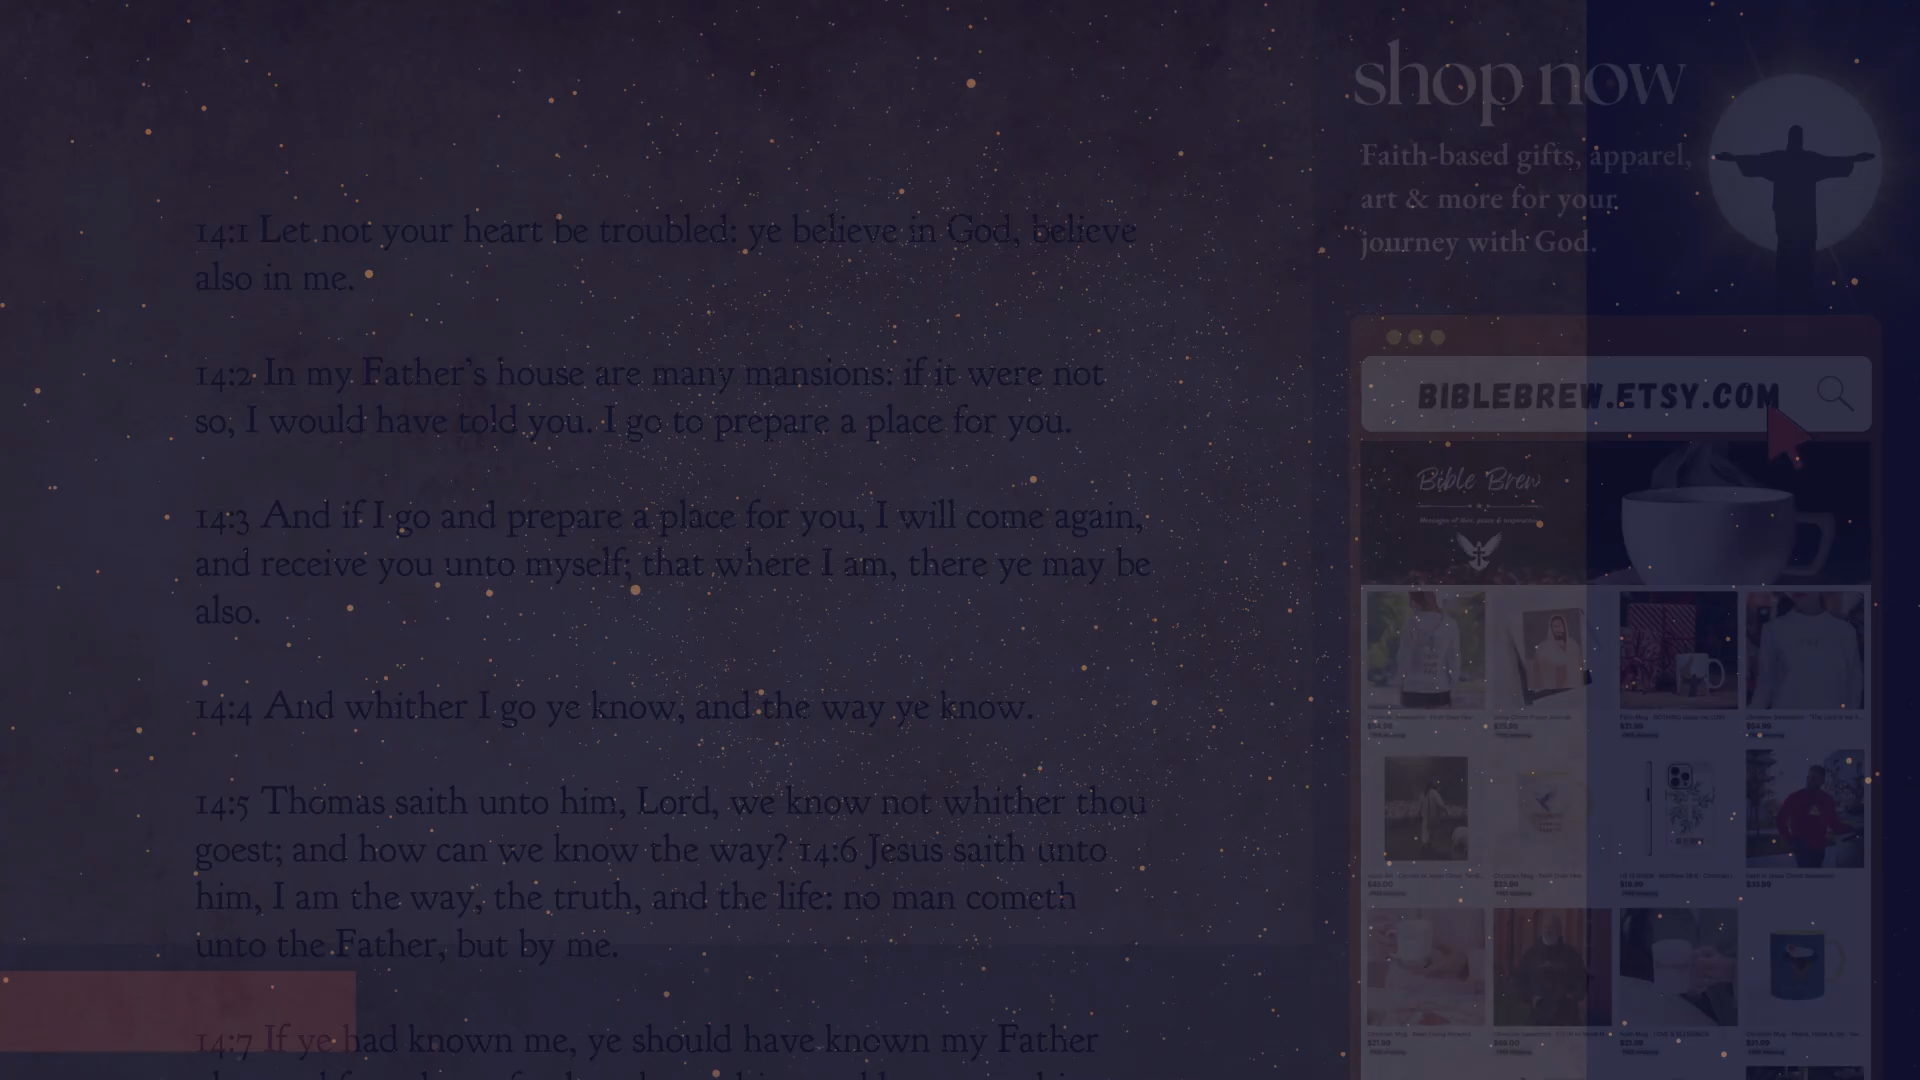 14:1 Let not your heart be troubled: ye believe in God, believe
also in me.
14:2 In my Father's house are many mansions: if it were not
so, I would have told you. I go to prepare a place for you.
14:3 And if I go and prepare a place for you, I will come again,
and receive you unto myself; that where I am, there ye may be
also.
14:4 And whither I go ye know, and the way ye know.
14:5 Thomas saith unto him, Lord, we know not whither thou
goest; and how can we know the way? 14:6 Jesus saith unto
him, I am the way, the truth, and the life: no man cometh
unto the Father, but by me.
14:7 If ye had known me, ye should have known my Father
shop now
Faith-based gifts, apparel,
art & more for your
journey with God.
BIBLEBREW.ETSY.COM
Bible Brew